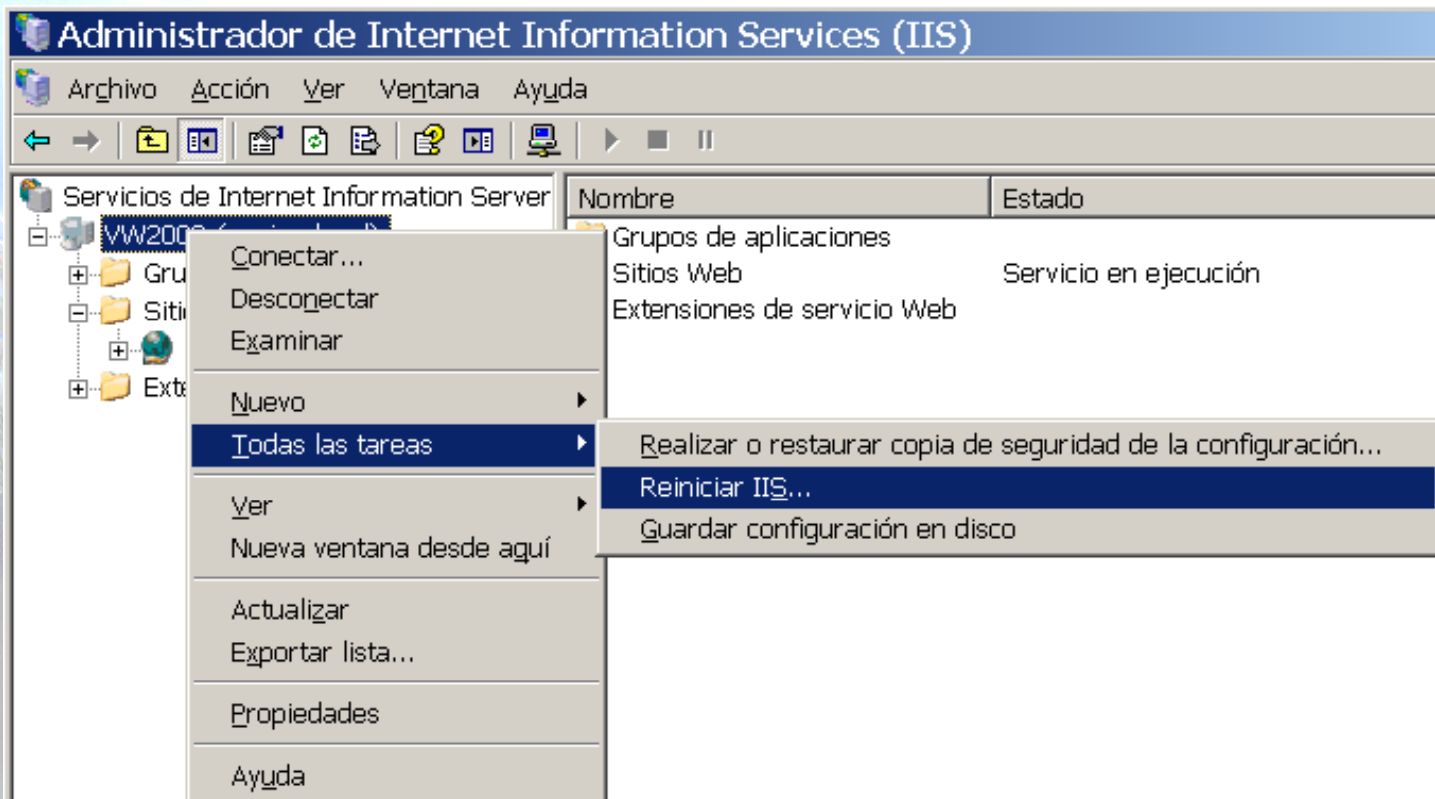 Administrador de Internet Information Services (IIS)
Archivo Acción Ver Ventana Ayuda
Servicios de Internet Information Server
Nombre Estado
Grupos de aplicaciones
Sitios Web Servicio en ejecución
Extensiones de servicio Web
Conectar...
Desconectar
Examinar
Nuevo
Todas las tareas
Ver
Nueva ventana desde aquí
Actualizar
Exportar lista...
Propiedades
Ayuda
Realizar o restaurar copia de seguridad de la configuración...
Reiniciar IIS...
Guardar configuración en disco